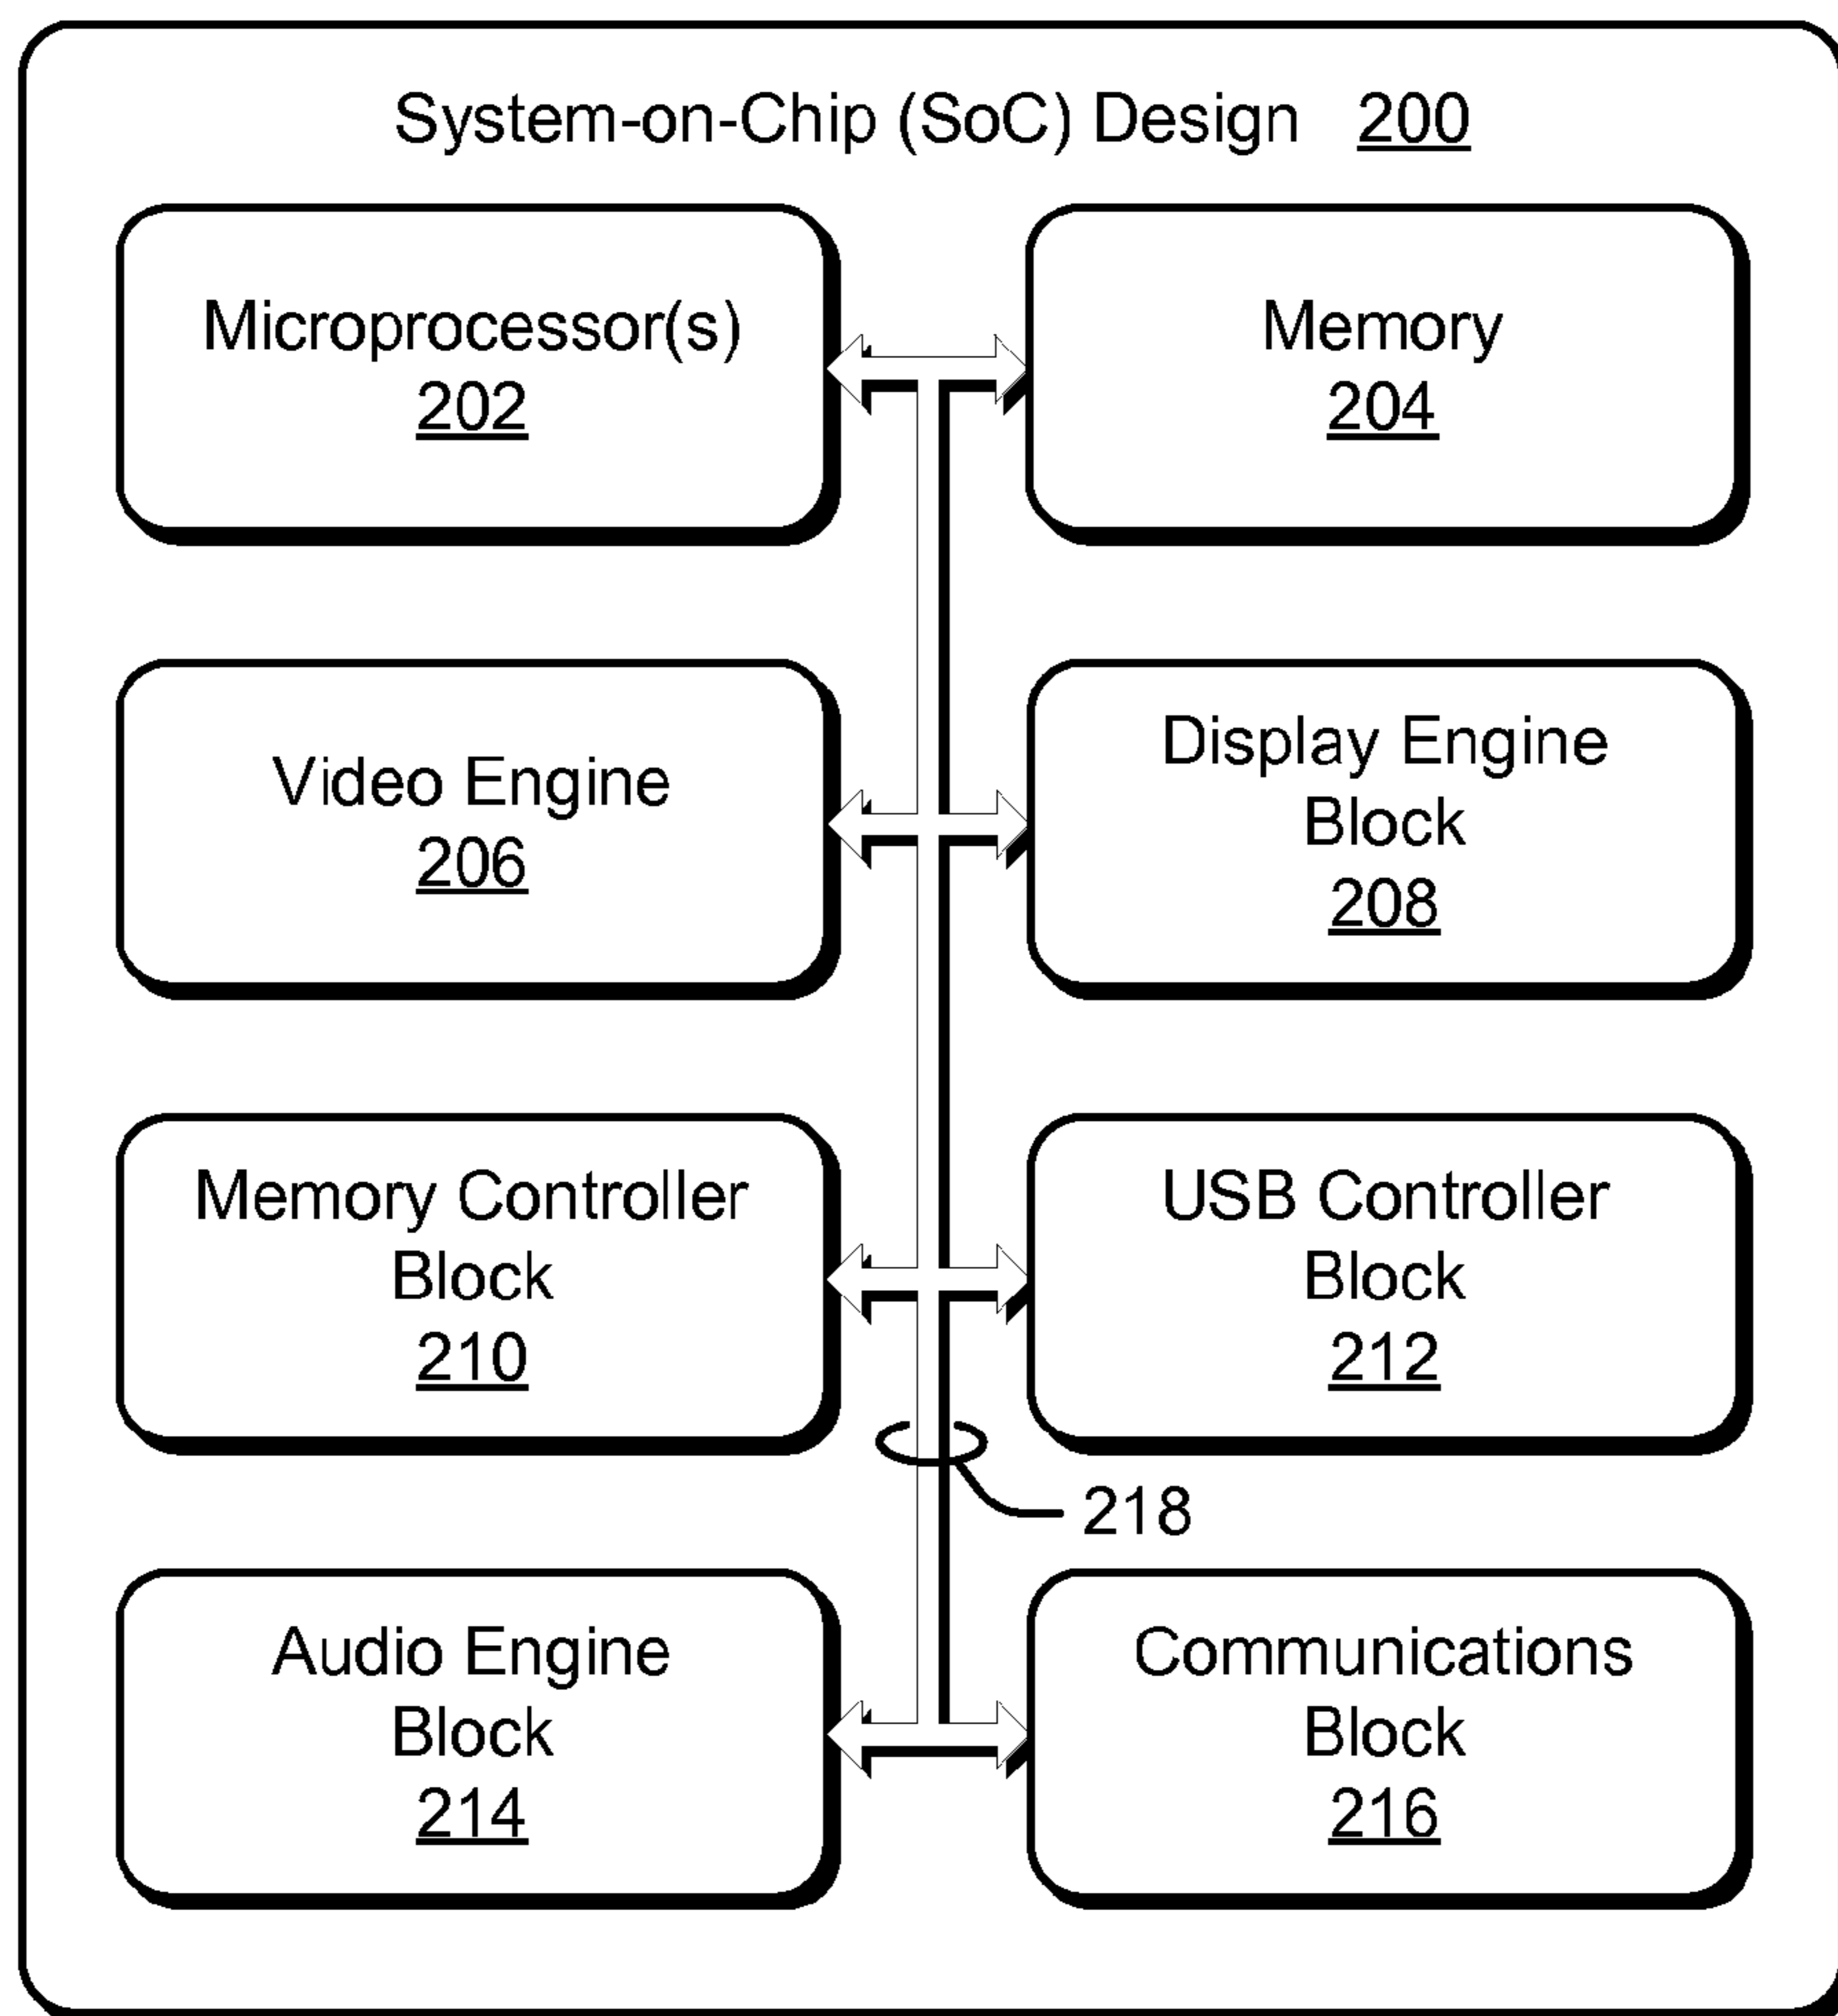 System-on-Chip (SoC) Design 200
Microprocessor(s)
202
Memory
204
Video Engine
206
Display Engine
Block
208
Memory Controller
Block
210
USB Controller
Block
212
218
Audio Engine
Block
214
Communications
Block
216